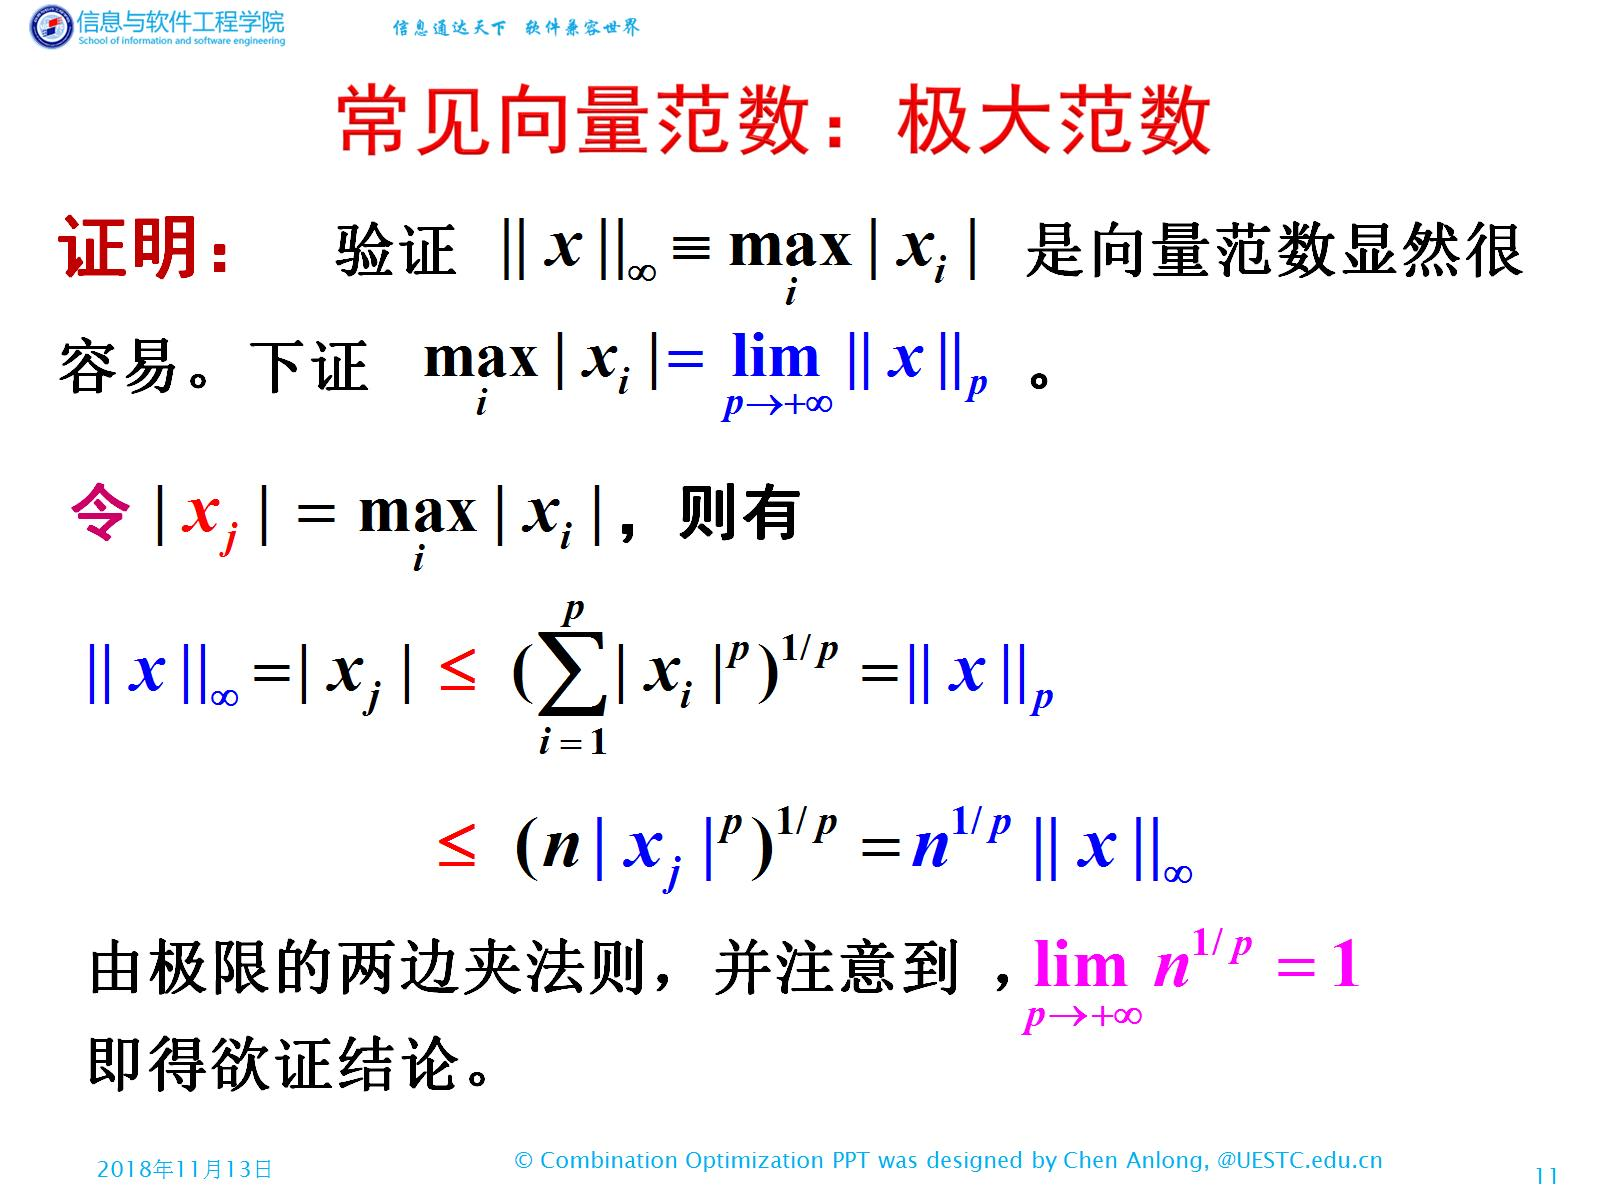 信息与软件工程学院
School of information and software engineering
信息通达天下 软件兼容世界
常见向量范数：极大范数
证明： 验证 || x ||∞ ≡ max_i | x_i | 是向量范数显然很
容易。下证 max_i | x_i | = lim_{p→+∞} || x ||_p 。
令 | x_j | = max_i | x_i | ，则有
|| x ||∞ = | x_j | ≤ (∑_{i=1}^{p} | x_i |^p )^{1/p} = || x ||_p
≤ (n | x_j |^p )^{1/p} = n^{1/p} || x ||∞
由极限的两边夹法则，并注意到 ，lim_{p→+∞} n^{1/p} = 1
即得欲证结论。
2018年11月13日
© Combination Optimization PPT was designed by Chen Anlong, @UESTC.edu.cn
11